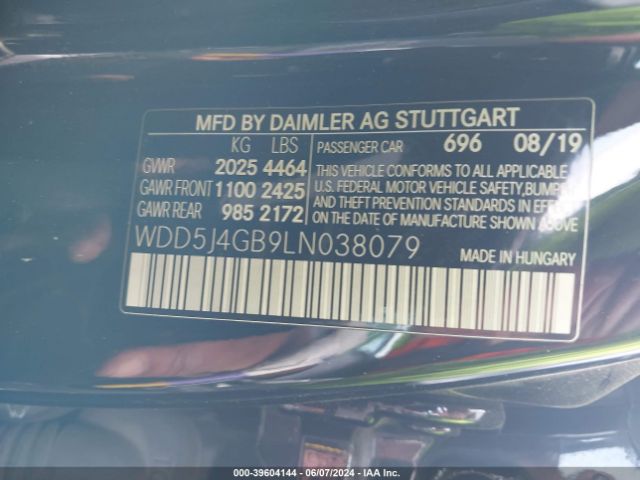 MFD BY DAIMLER AG STUTTGART
KG LBS
GVWR 2025 4464
GAWR FRONT 1100 2425
GAWR REAR 985 2172
PASSENGER CAR 696 08/19
THIS VEHICLE CONFORMS TO ALL APPLICABLE
U.S. FEDERAL MOTOR VEHICLE SAFETY, BUMPER
AND THEFT PREVENTION STANDARDS IN EFFECT
ON THE DATE OF MANUFACTURE SHOWN ABOVE
WDD5J4GB9LN038079
MADE IN HUNGARY
000-39604144 | 06/07/2024 - IAA Inc.